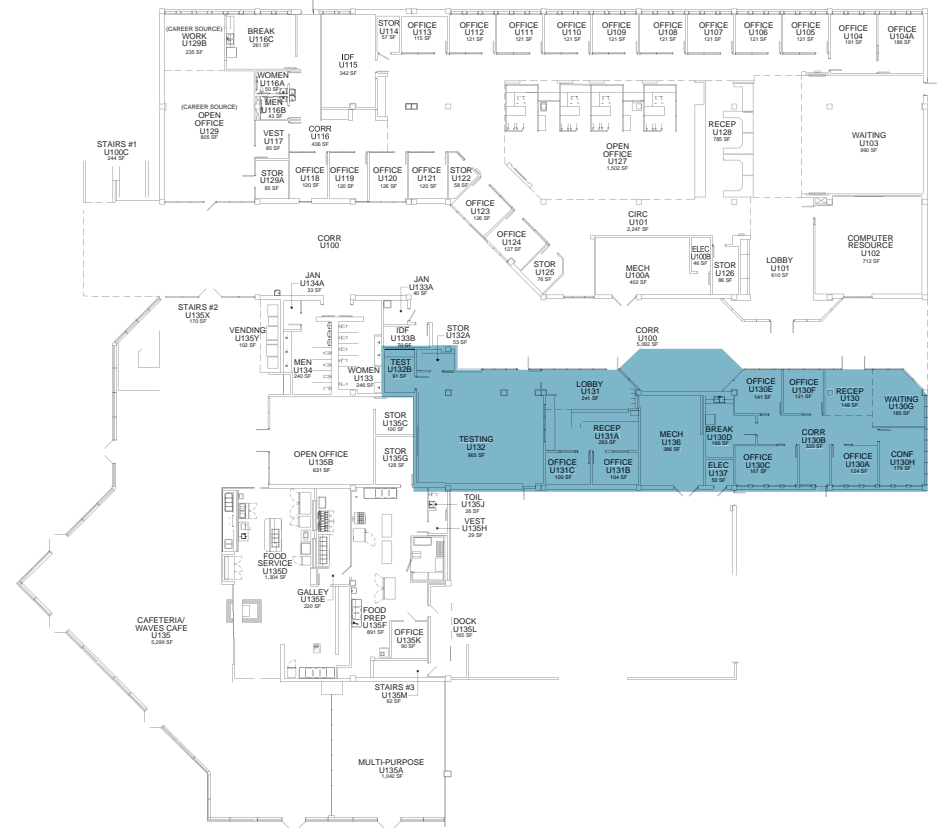 (CAREER SOURCE)
WORK
U129B
235 SF
BREAK
U116C
261 SF
IDF
U115
342 SF
STOR
U114
57 SF
OFFICE
U113
115 SF
OFFICE
U112
121 SF
OFFICE
U111
121 SF
OFFICE
U110
121 SF
OFFICE
U109
121 SF
OFFICE
U108
121 SF
OFFICE
U107
121 SF
OFFICE
U106
121 SF
OFFICE
U105
121 SF
OFFICE
U104
191 SF
OFFICE
U104A
186 SF
WOMEN
U116A
50 SF
MEN
U116B
43 SF
(CAREER SOURCE)
OPEN
OFFICE
U129
805 SF
VEST
U117
85 SF
CORR
U116
436 SF
STAIRS #1
U100C
244 SF
STOR
U129A
85 SF
OFFICE
U118
120 SF
OFFICE
U119
120 SF
OFFICE
U120
126 SF
OFFICE
U121
120 SF
STOR
U122
58 SF
OPEN
OFFICE
U127
1,502 SF
RECEP
U128
785 SF
WAITING
U103
990 SF
OFFICE
U123
126 SF
OFFICE
U124
127 SF
STOR
U125
76 SF
CIRC
U101
2,247 SF
MECH
U100A
402 SF
ELEC
U100B
46 SF
STOR
U126
88 SF
LOBBY
U101
610 SF
COMPUTER
RESOURCE
U102
712 SF
CORR
U100
JAN
U134A
33 SF
JAN
U133A
40 SF
STAIRS #2
U135X
170 SF
VENDING
U135Y
102 SF
IDF
U133B
70 SF
STOR
U132A
53 SF
CORR
U100
5,092 SF
MEN
U134
240 SF
WOMEN
U133
246 SF
TEST
U132B
91 SF
LOBBY
U131
241 SF
OFFICE
U130E
141 SF
OFFICE
U130F
121 SF
RECEP
U130
148 SF
WAITING
U130G
185 SF
STOR
U135C
100 SF
TESTING
U132
965 SF
RECEP
U131A
263 SF
MECH
U136
386 SF
BREAK
U130D
168 SF
CORR
U130B
320 SF
OPEN OFFICE
U135B
631 SF
STOR
U135G
128 SF
OFFICE
U131C
100 SF
OFFICE
U131B
104 SF
ELEC
U137
50 SF
OFFICE
U130C
167 SF
OFFICE
U130A
124 SF
CONF
U130H
179 SF
TOIL
U135J
26 SF
VEST
U135H
29 SF
FOOD
SERVICE
U135D
1,304 SF
GALLEY
U135E
220 SF
FOOD
PREP
U135F
891 SF
OFFICE
U135K
90 SF
DOCK
U135L
165 SF
CAFETERIA/
WAVES CAFE
U135
5,299 SF
STAIRS #3
U135M
62 SF
MULTI-PURPOSE
U135A
1,042 SF